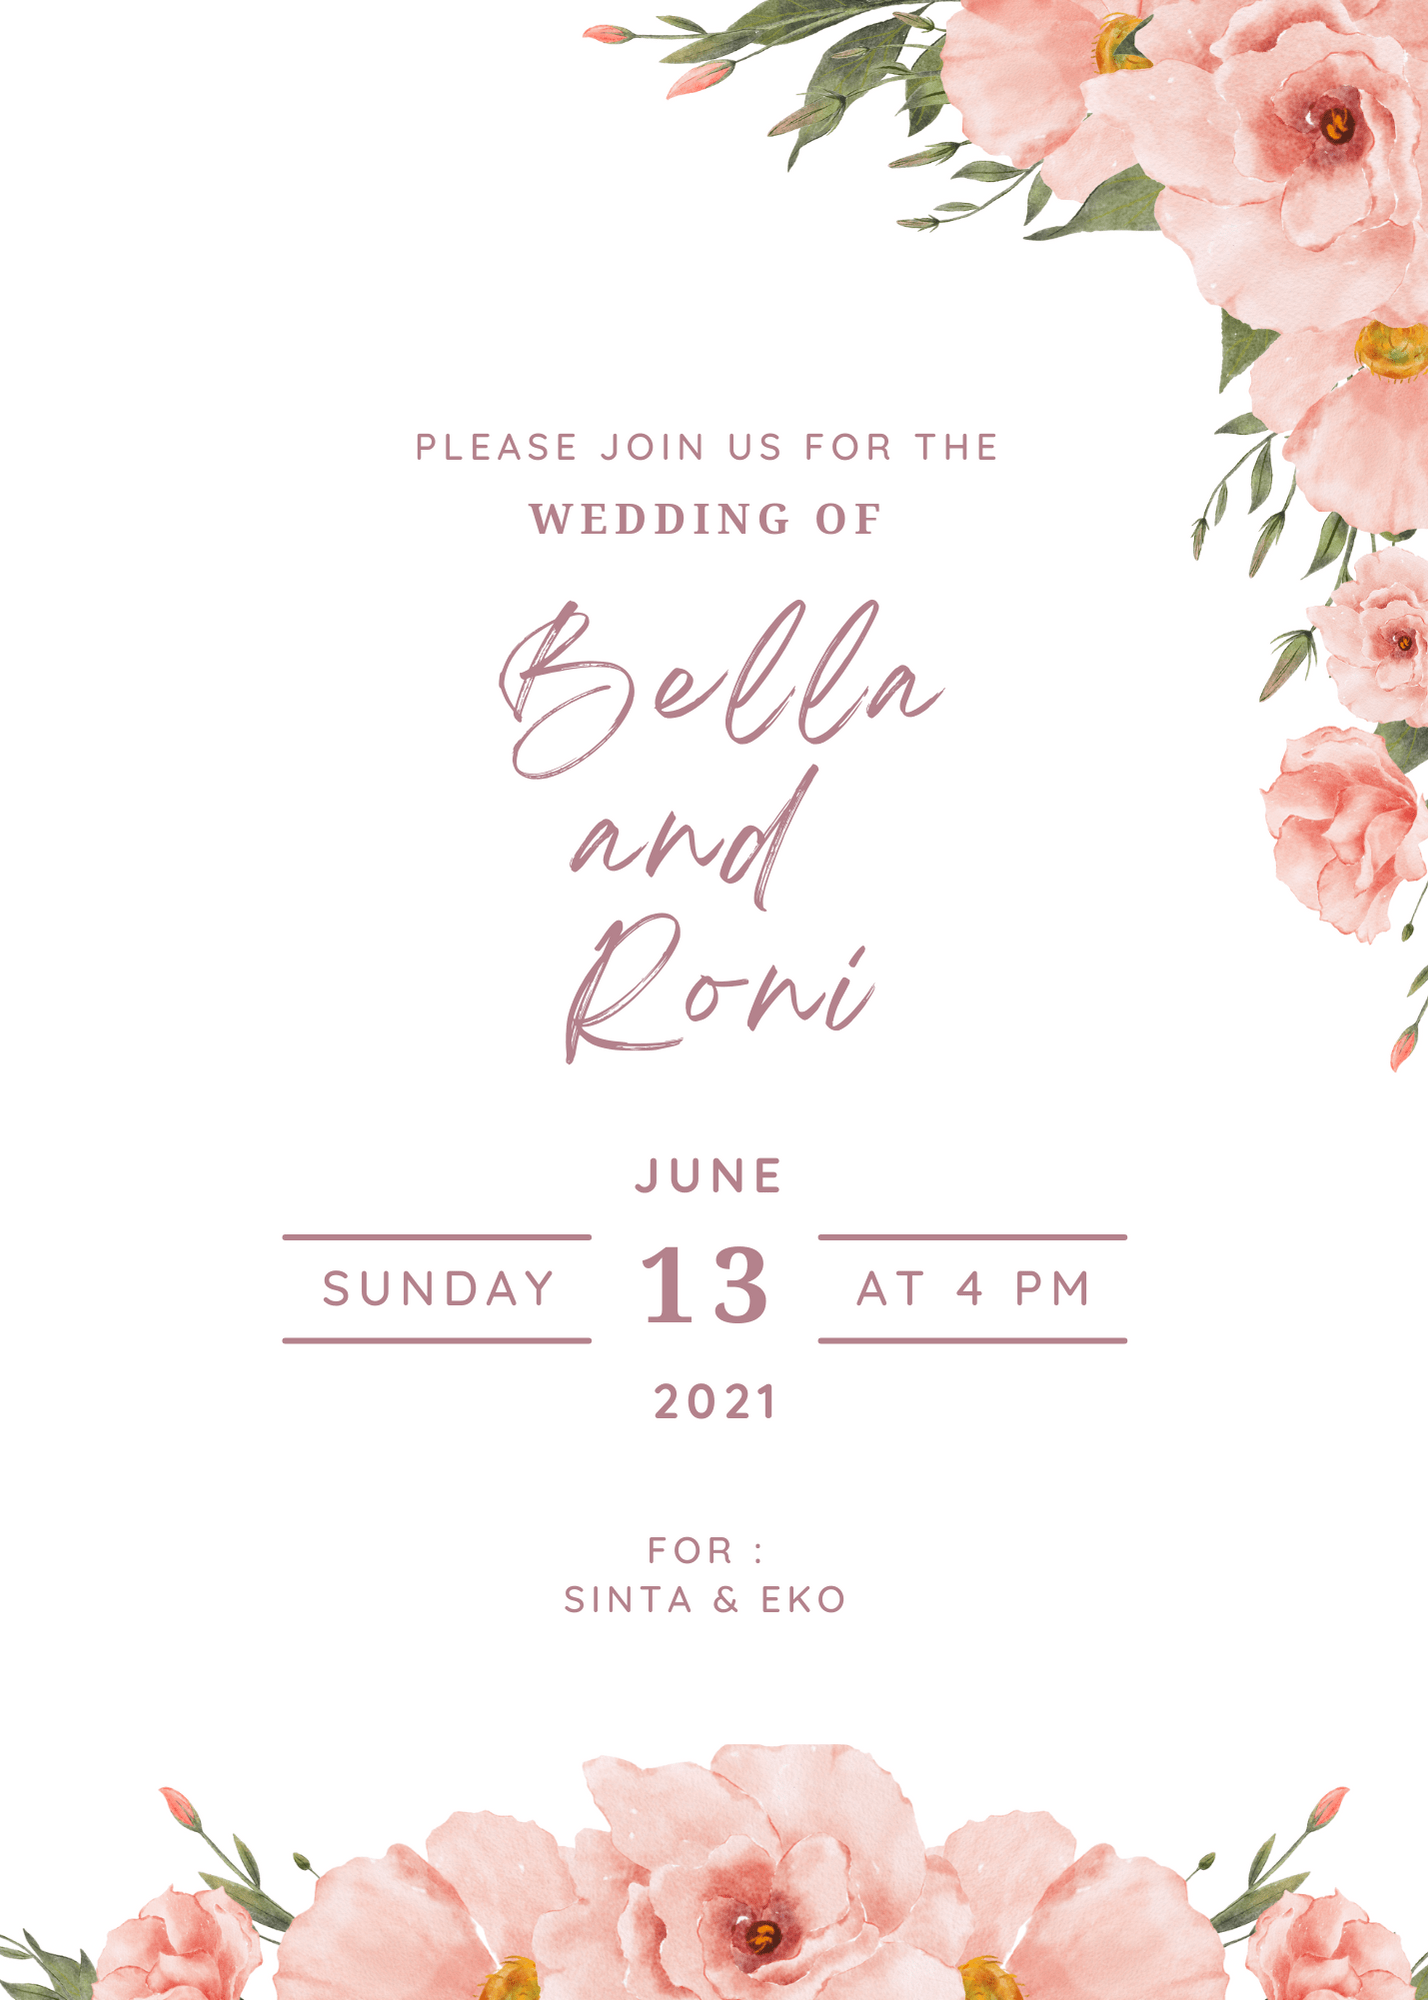 PLEASE JOIN US FOR THE
WEDDING OF
Bella
and
Roni
JUNE
SUNDAY 13 AT 4 PM
2021
FOR :
SINTA & EKO